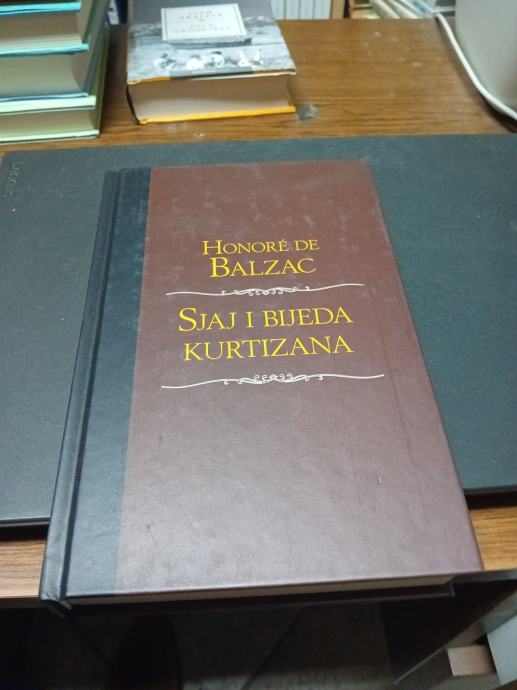 HONORÉ DE
BALZAC
SJAJ I BIJEDA
KURTIZANA